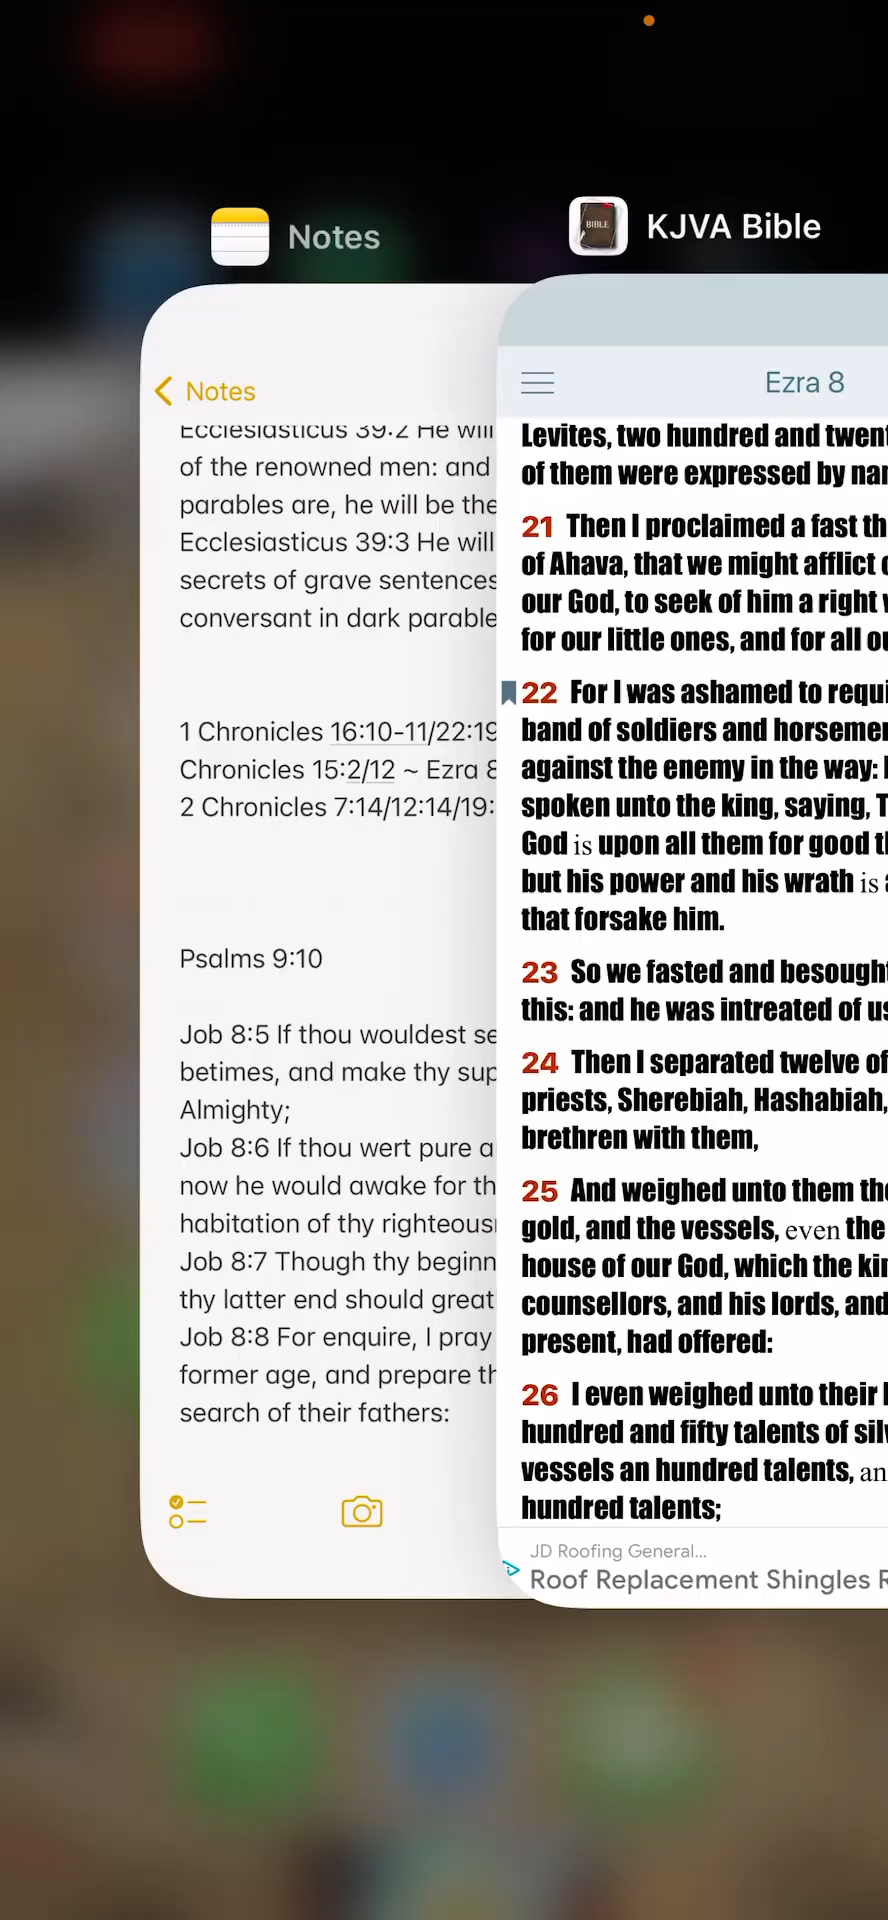 Notes
KJVA Bible
Notes
Ecclesiasticus 39:2 He will
of the renowned men: and
parables are, he will be the
Ecclesiasticus 39:3 He will
secrets of grave sentences
conversant in dark parable
1 Chronicles 16:10-11/22:19
Chronicles 15:2/12 ~ Ezra 8
2 Chronicles 7:14/12:14/19:
Psalms 9:10
Job 8:5 If thou wouldest se
betimes, and make thy sup
Almighty;
Job 8:6 If thou wert pure a
now he would awake for th
habitation of thy righteous
Job 8:7 Though thy beginn
thy latter end should great
Job 8:8 For enquire, I pray
former age, and prepare th
search of their fathers:
Ezra 8
Levites, two hundred and twent
of them were expressed by nam
21 Then I proclaimed a fast th
of Ahava, that we might afflict o
our God, to seek of him a right w
for our little ones, and for all ou
22 For I was ashamed to requi
band of soldiers and horsemen
against the enemy in the way: b
spoken unto the king, saying, T
God is upon all them for good th
but his power and his wrath is a
that forsake him.
23 So we fasted and besought
this: and he was intreated of us
24 Then I separated twelve of
priests, Sherebiah, Hashabiah,
brethren with them,
25 And weighed unto them the
gold, and the vessels, even the
house of our God, which the kin
counsellors, and his lords, and
present, had offered:
26 I even weighed unto their h
hundred and fifty talents of silv
vessels an hundred talents, an
hundred talents;
JD Roofing General...
Roof Replacement Shingles R
BIBLE